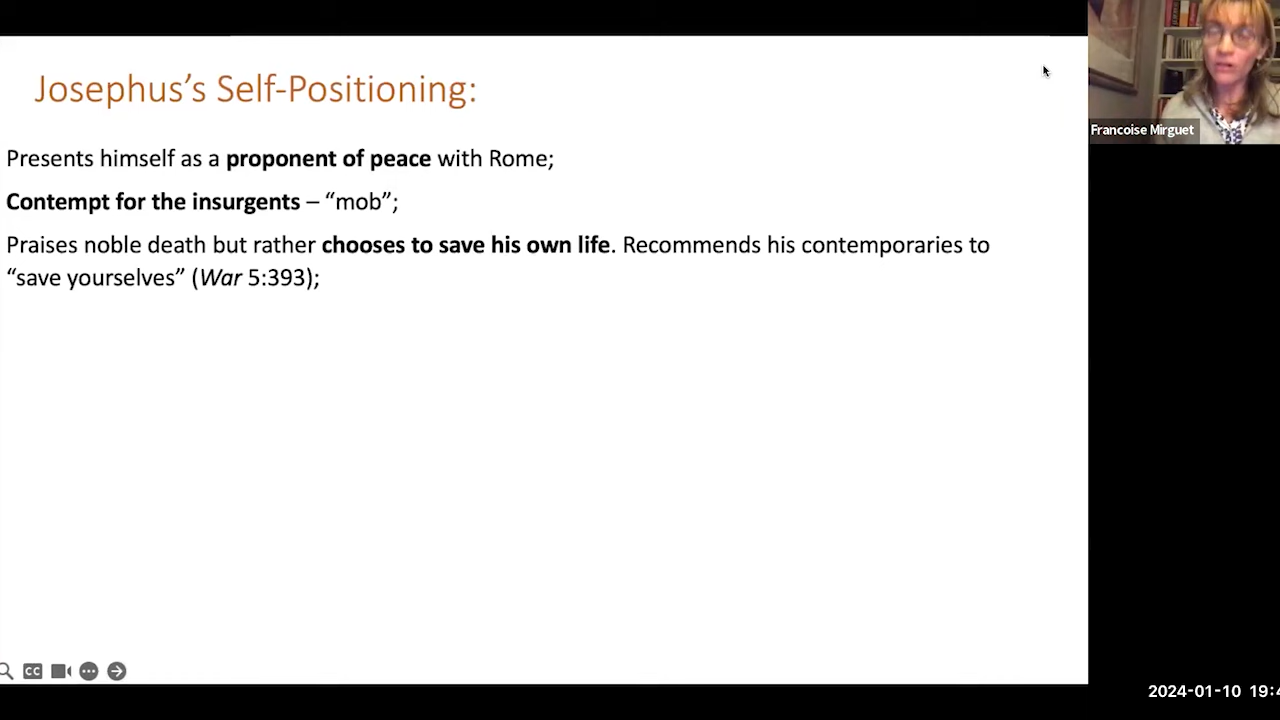 Josephus's Self-Positioning:
Presents himself as a proponent of peace with Rome;
Contempt for the insurgents – “mob”;
Praises noble death but rather chooses to save his own life. Recommends his contemporaries to
“save yourselves” (War 5:393);
Francoise Mirguet
CC
2024-01-10 19:4